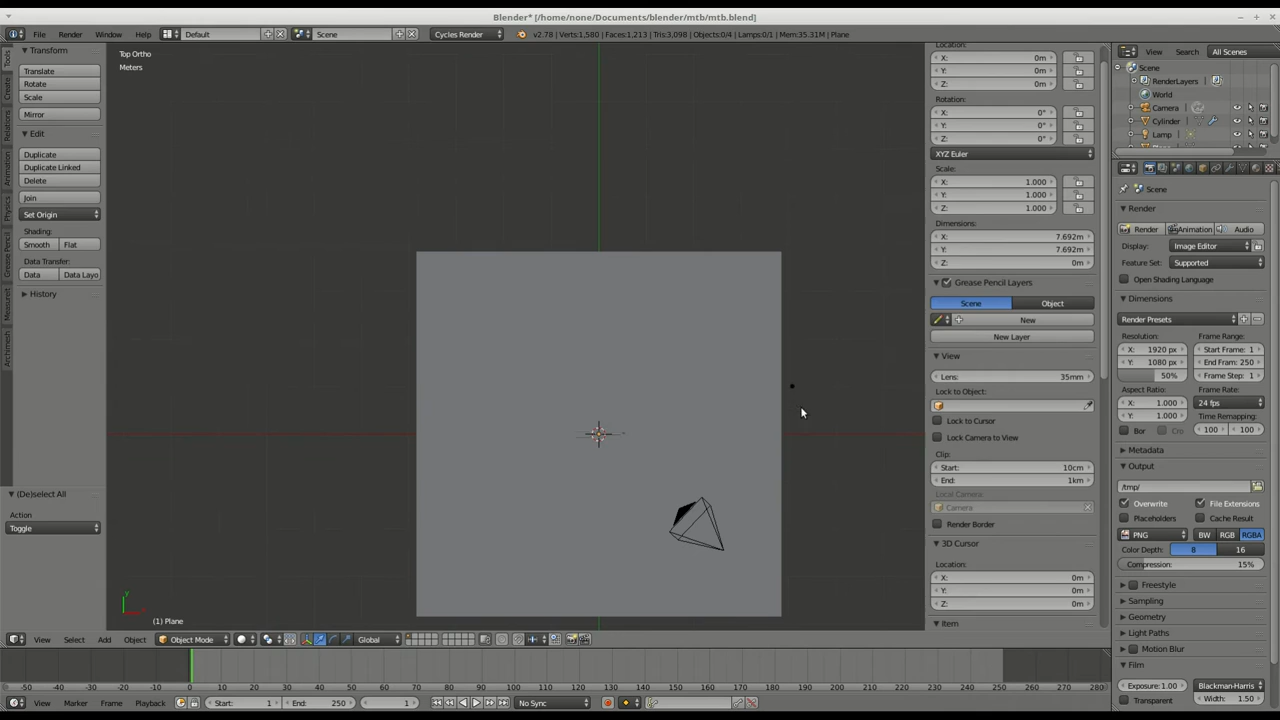 Blender* [/home/none/Documents/blender/mtb/mtb.blend]
File Render Window Help Default Scene Cycles Render v2.78 | Verts:1,580 | Faces:1,213 | Tris:3,098 | Objects:0/4 | Lamps:0/1 | Mem:35.31M | Plane
Tools
Create
Relations
Animation
Physics
Grease Pencil
Transform
Translate
Rotate
Scale
Mirror
Edit
Duplicate
Duplicate Linked
Delete
Join
Set Origin
Shading:
Smooth Flat
Data Transfer:
Data Data Layo
History
(De)select All
Action
Toggle
Top Ortho
Meters
(1) Plane
Location:
X: 0m
Y: 0m
Z: 0m
Rotation:
X: 0°
Y: 0°
Z: 0°
XYZ Euler
Scale:
X: 1.000
Y: 1.000
Z: 1.000
Dimensions:
X: 7.692m
Y: 7.692m
Z: 0m
Grease Pencil Layers
Scene Object
New
New Layer
View
Lens: 35mm
Lock to Object:
Lock to Cursor
Lock Camera to View
Clip:
Start: 10cm
End: 1km
Local Camera:
Camera
Render Border
3D Cursor
Location:
X: 0m
Y: 0m
Z: 0m
Item
View Search All Scenes
Scene
RenderLayers
World
Camera
Cylinder
Lamp
Scene
Render
Render Animation Audio
Display: Image Editor
Feature Set: Supported
Open Shading Language
Dimensions
Render Presets
Resolution: Frame Range:
X: 1920 px Start Frame: 1
Y: 1080 px End Fram: 250
50% Frame Step: 1
Aspect Ratio: Frame Rate:
X: 1.000 24 fps
Y: 1.000 Time Remapping:
Bor Cro 100 100
Metadata
Output
/tmp/
Overwrite File Extensions
Placeholders Cache Result
PNG BW RGB RGBA
Color Depth: 8 16
Compression: 15%
Freestyle
Sampling
Geometry
Light Paths
Motion Blur
Film
Exposure: 1.00 Blackman-Harris
Transparent Width: 1.50
View Select Add Object Object Mode Global
-50 -40 -30 -20 -10 0 10 20 30 40 50 60 70 80 90 100 110 120 130 140 150 160 170 180 190 200 210 220 230 240 250 260 270 280
View Marker Frame Playback Start: 1 End: 250 1 No Sync